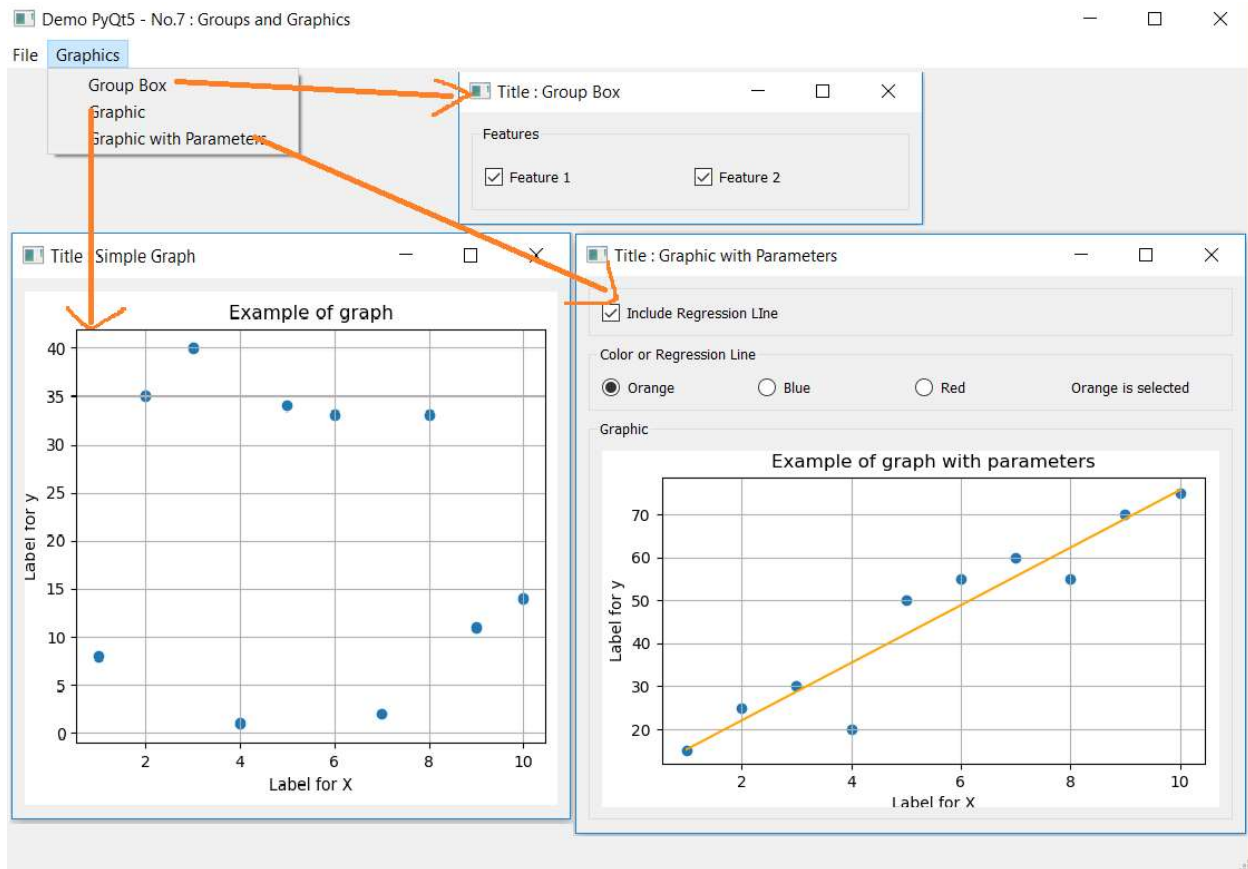 Demo PyQt5 - No.7 : Groups and Graphics
File Graphics
Group Box
Graphic
Graphic with Parameters
Title : Group Box
Features
Feature 1 Feature 2
Title : Simple Graph
Example of graph
40
35
30
25
20
15
10
5
0
Label for y
2 4 6 8 10
Label for X
Title : Graphic with Parameters
Include Regression LIne
Color or Regression Line
Orange Blue Red Orange is selected
Graphic
Example of graph with parameters
70
60
50
40
30
20
Label for y
2 4 6 8 10
Label for X